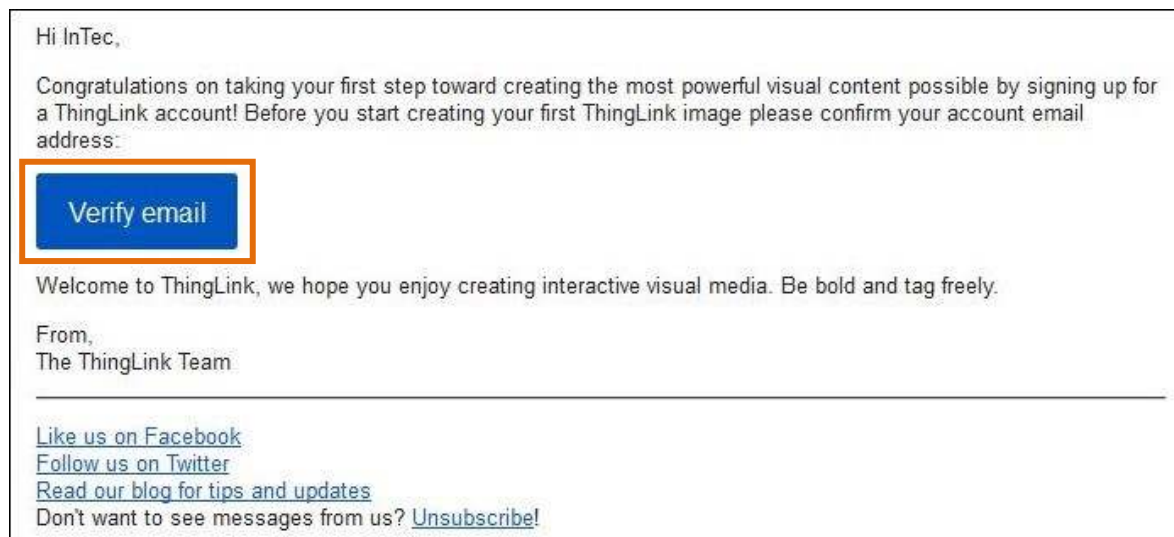 Hi InTec,
Congratulations on taking your first step toward creating the most powerful visual content possible by signing up for
a ThingLink account! Before you start creating your first ThingLink image please confirm your account email
address:
Verify email
Welcome to ThingLink, we hope you enjoy creating interactive visual media. Be bold and tag freely.
From,
The ThingLink Team
Like us on Facebook
Follow us on Twitter
Read our blog for tips and updates
Don't want to see messages from us? Unsubscribe!